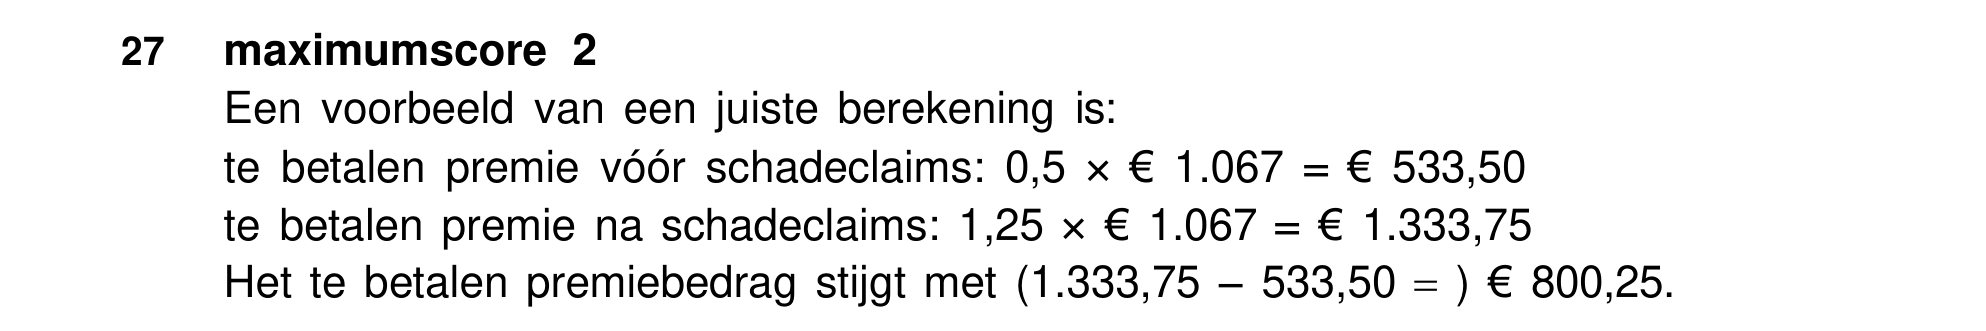 27 maximumscore 2
Een voorbeeld van een juiste berekening is:
te betalen premie vóór schadeclaims: 0,5 × € 1.067 = € 533,50
te betalen premie na schadeclaims: 1,25 × € 1.067 = € 1.333,75
Het te betalen premiebedrag stijgt met (1.333,75 – 533,50 = ) € 800,25.